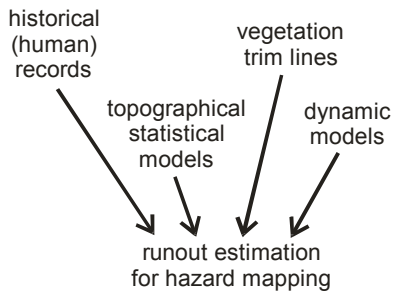 historical
(human)
records
vegetation
trim lines
topographical
statistical
models
dynamic
models
runout estimation
for hazard mapping